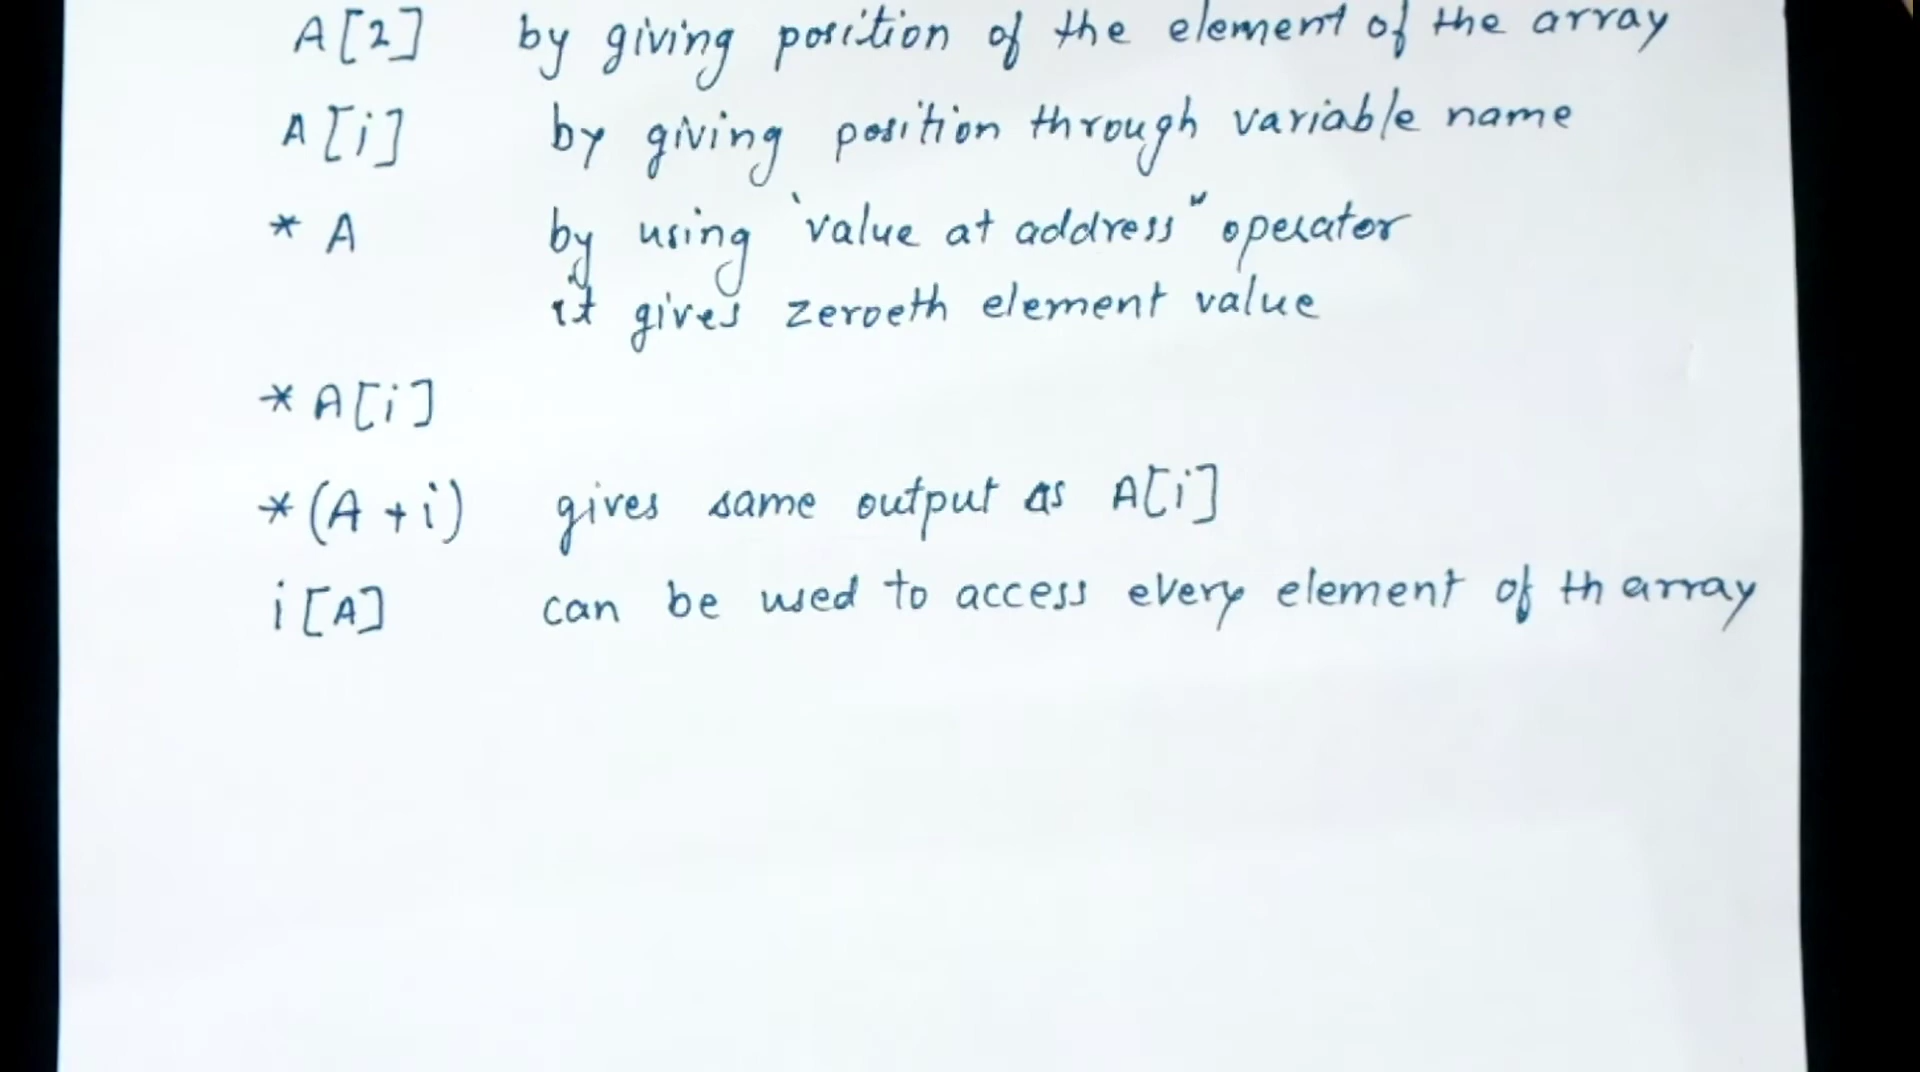 A[2] by giving position of the element of the array
A[i] by giving position through variable name
* A by using `value at address" operator
it gives zeroeth element value
* A[i]
*(A + i) gives same output as A[i]
i[A] can be used to access every element of th array